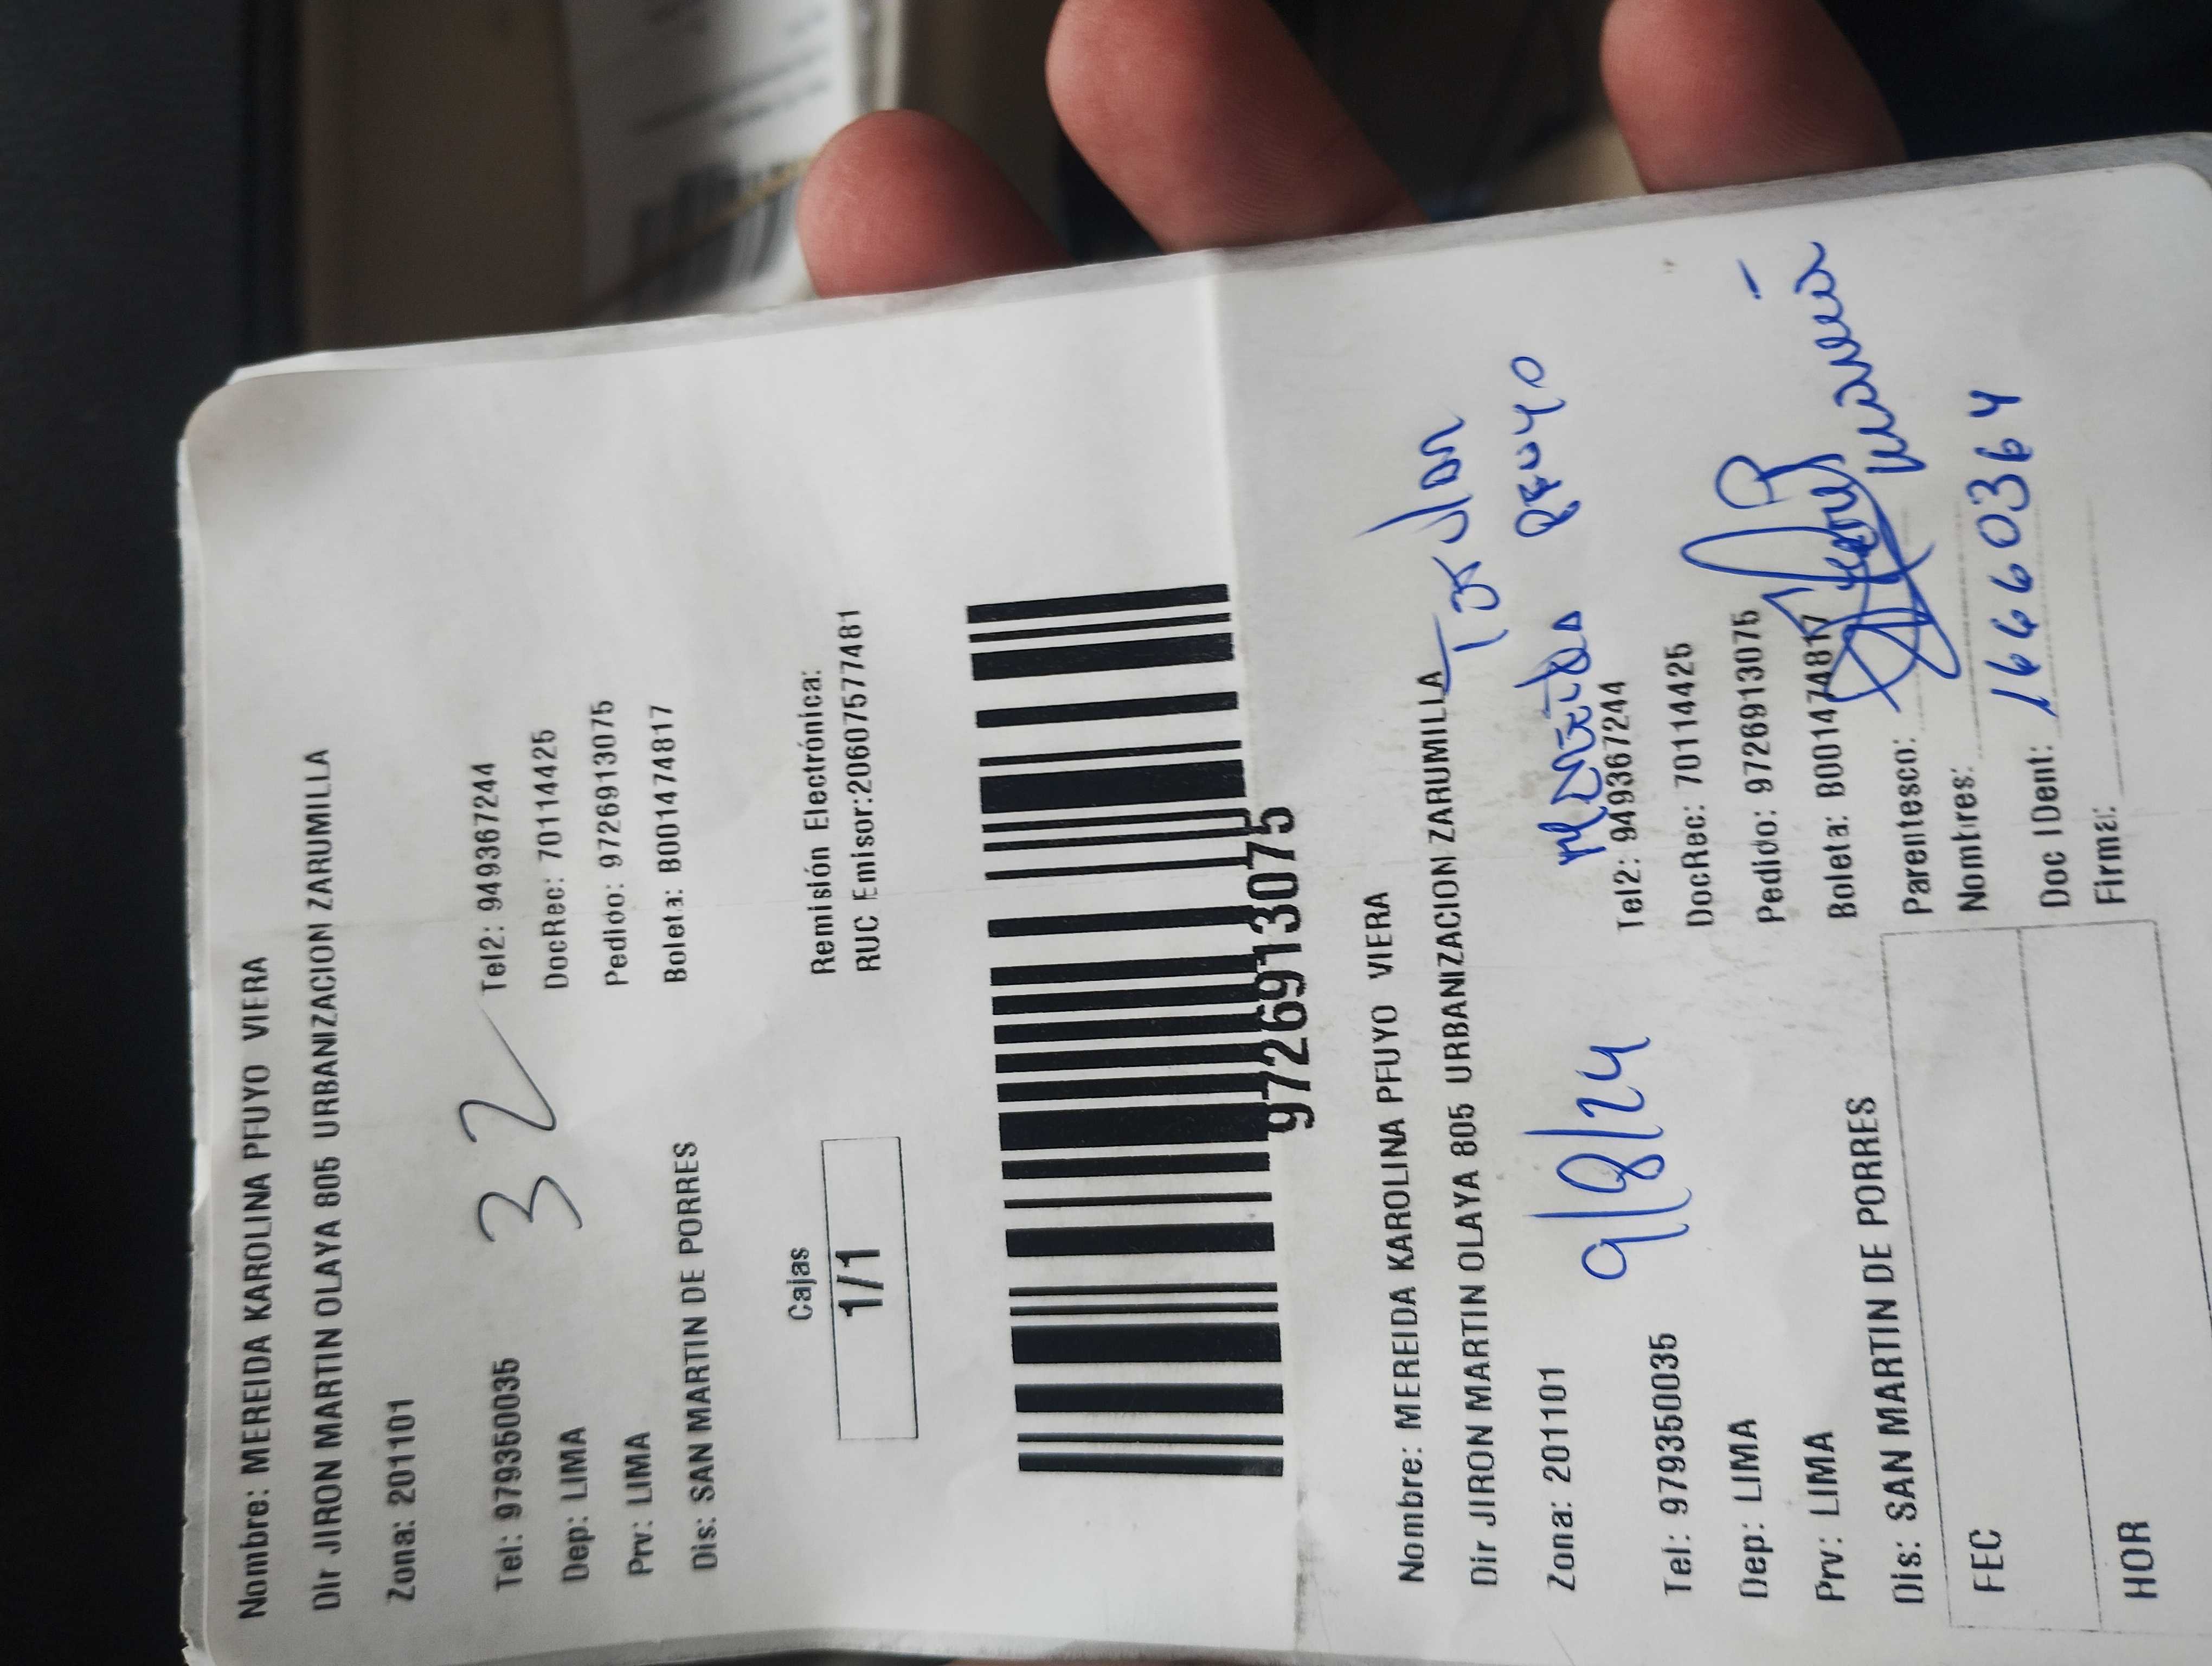 Nombre: MEREIDA KAROLINA PFUYO VIERA
Dir JIRON MARTIN OLAYA 805 URBANIZACION ZARUMILLA
Zona: 201101
32
Tel: 979350035 Tel2: 949367244
Dep: LIMA DocRec: 70114425
Prv: LIMA Pedido: 9726913075
Dis: SAN MARTIN DE PORRES Boleta: B001474817
Cajas Remisión Electrónica:
1/1 RUC Emisor:20607577481
9726913075
Nombre: MEREIDA KAROLINA PFUYO VIERA
Dir JIRON MARTIN OLAYA 805 URBANIZACION ZARUMILLA
Zona: 201101 9/8/24
Pfuyo
Tel: 979350035 Tel2: 949367244
Dep: LIMA DocRec: 70114425
Prv: LIMA Pedido: 9726913075
Dis: SAN MARTIN DE PORRES Boleta: B001474817
FEC Parentesco: mamá
Nombres:
Doc IDent: 16660364
HOR Firma: